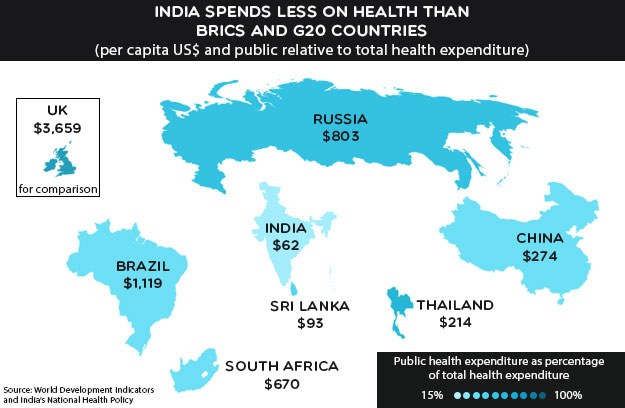 INDIA SPENDS LESS ON HEALTH THAN
BRICS AND G20 COUNTRIES
(per capita US$ and public relative to total health expenditure)
UK
$3,659
for comparison
RUSSIA
$803
INDIA
$62
CHINA
$274
BRAZIL
$1,119
SRI LANKA
$93
THAILAND
$214
SOUTH AFRICA
$670
Public health expenditure as percentage
of total health expenditure
15% 100%
Source: World Development Indicators
and India's National Health Policy